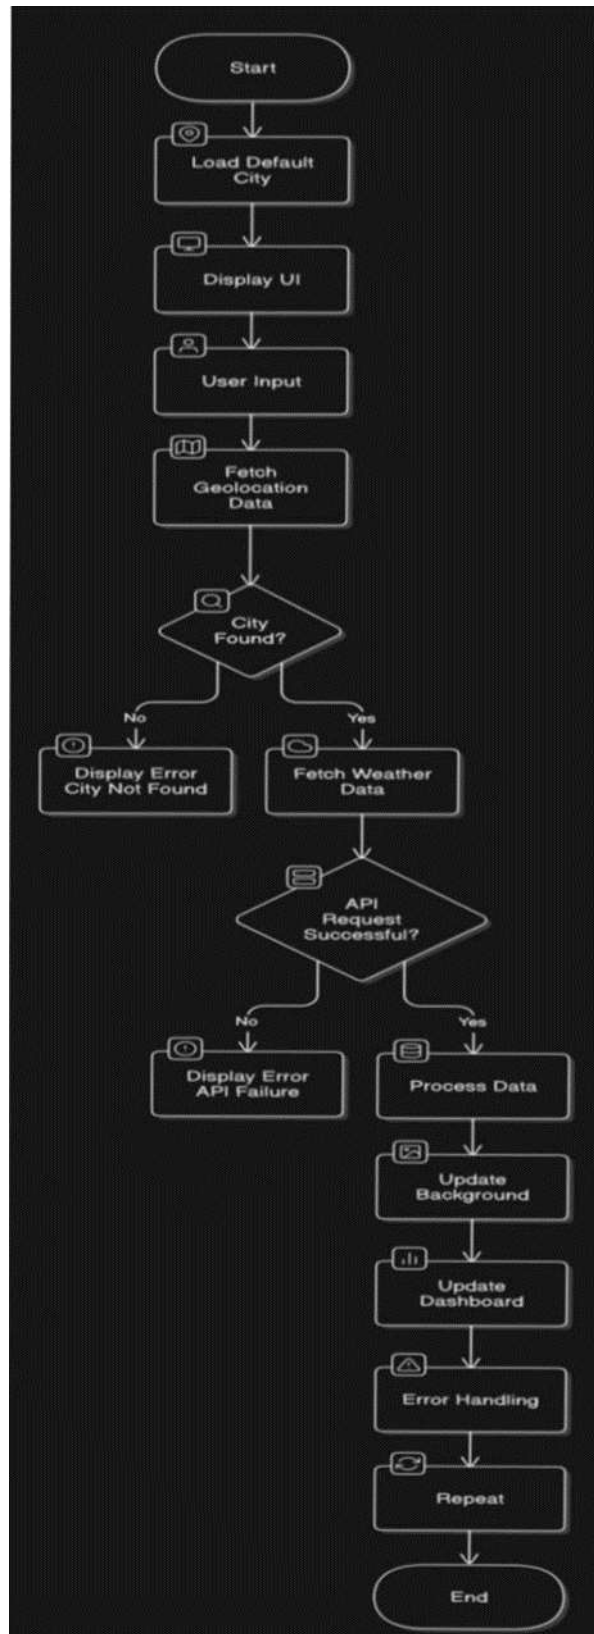 Start
Load Default
City
Display UI
User Input
Fetch
Geolocation
Data
City
Found?
No
Yes
Display Error
City Not Found
Fetch Weather
Data
API
Request
Successful?
No
Yes
Display Error
API Failure
Process Data
Update
Background
Update
Dashboard
Error Handling
Repeat
End